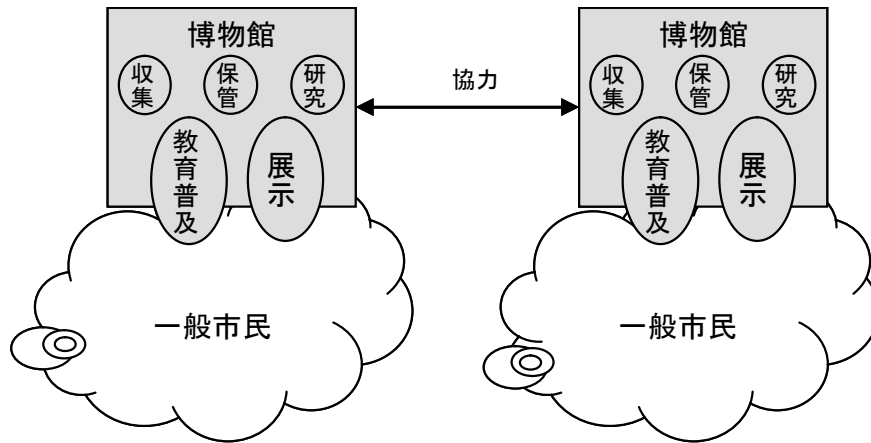 博物館
収集
保管
研究
教育普及
展示
一般市民
協力
博物館
収集
保管
研究
教育普及
展示
一般市民